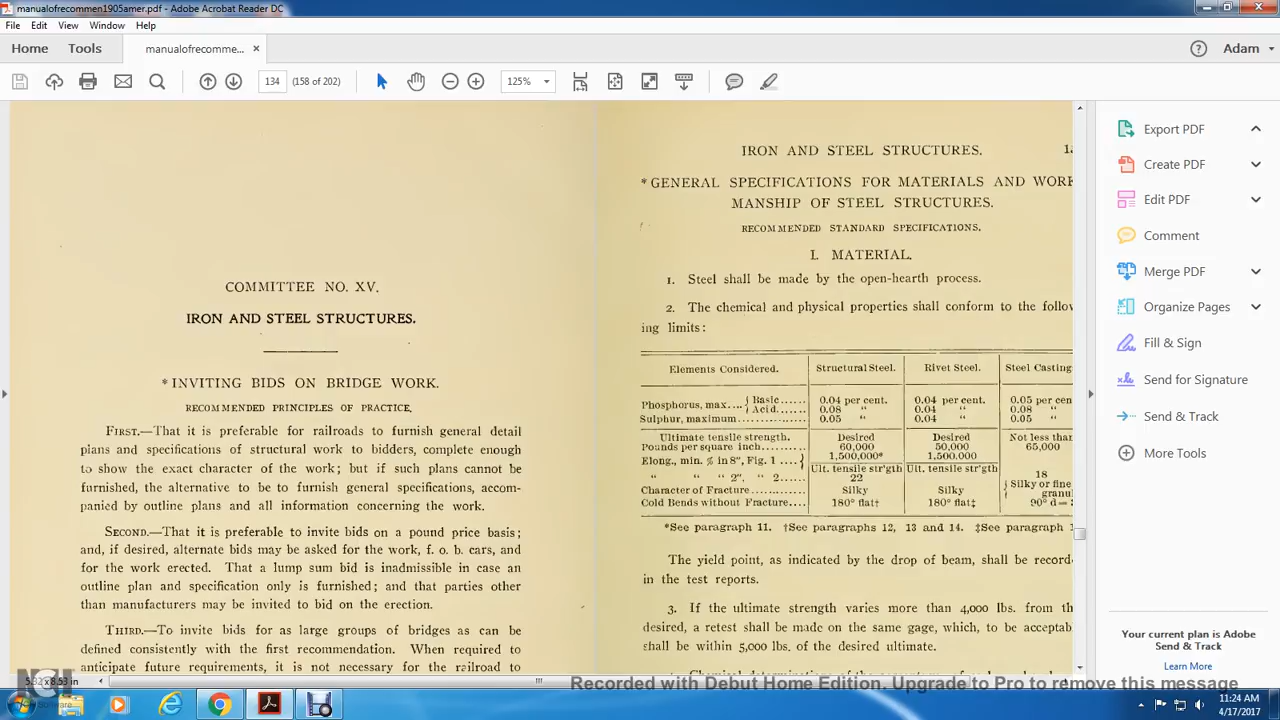 manualofrecommen1905amer.pdf - Adobe Acrobat Reader DC
File Edit View Window Help
Home Tools manualofrecomme... × Adam
134 (158 of 202) 125%
COMMITTEE NO. XV.
IRON AND STEEL STRUCTURES.
*INVITING BIDS ON BRIDGE WORK.
RECOMMENDED PRINCIPLES OF PRACTICE.
FIRST.—That it is preferable for railroads to furnish general detail
plans and specifications of structural work to bidders, complete enough
to show the exact character of the work; but if such plans cannot be
furnished, the alternative to be to furnish general specifications, accom-
panied by outline plans and all information concerning the work.
SECOND.—That it is preferable to invite bids on a pound price basis;
and, if desired, alternate bids may be asked for the work, f. o. b. cars, and
for the work erected. That a lump sum bid is inadmissible in case an
outline plan and specification only is furnished; and that parties other
than manufacturers may be invited to bid on the erection.
THIRD.—To invite bids for as large groups of bridges as can be
defined consistently with the first recommendation. When required to
anticipate future requirements, it is not necessary for the railroad to
IRON AND STEEL STRUCTURES.
*GENERAL SPECIFICATIONS FOR MATERIALS AND WORK
MANSHIP OF STEEL STRUCTURES.
RECOMMENDED STANDARD SPECIFICATIONS.
I. MATERIAL.
1. Steel shall be made by the open-hearth process.
2. The chemical and physical properties shall conform to the follow
ing limits:
Elements Considered. Structural Steel. Rivet Steel. Steel Casting
Phosphorus, max.... { Basic...... 0.04 per cent. 0.04 per cent. 0.05 per cent
{ Acid....... 0.08 " 0.04 " 0.08 "
Sulphur, maximum 0.05 " 0.04 " 0.05 "
Ultimate tensile strength. Desired Desired Not less than
Pounds per square inch 60,000 50,000 65,000
Elong., min. % in 8", Fig. 1 1,500,000* 1,500,000
Ult. tensile str'gth Ult. tensile str'gth
" " " 2", " 2 22 18
Character of Fracture Silky Silky { Silky or fine granul
Cold Bends without Fracture.... 180° flat† 180° flat‡ 90° d=
*See paragraph 11. †See paragraphs 12, 13 and 14. ‡See paragraph 1
The yield point, as indicated by the drop of beam, shall be record
in the test reports.
3. If the ultimate strength varies more than 4,000 lbs. from th
desired, a retest shall be made on the same gage, which, to be acceptab
shall be within 5,000 lbs. of the desired ultimate.
Export PDF
Create PDF
Edit PDF
Comment
Merge PDF
Organize Pages
Fill & Sign
Send for Signature
Send & Track
More Tools
Your current plan is Adobe
Send & Track
Learn More
Recorded with Debut Home Edition. Upgrade to Pro to remove this message
11:24 AM
4/17/2017